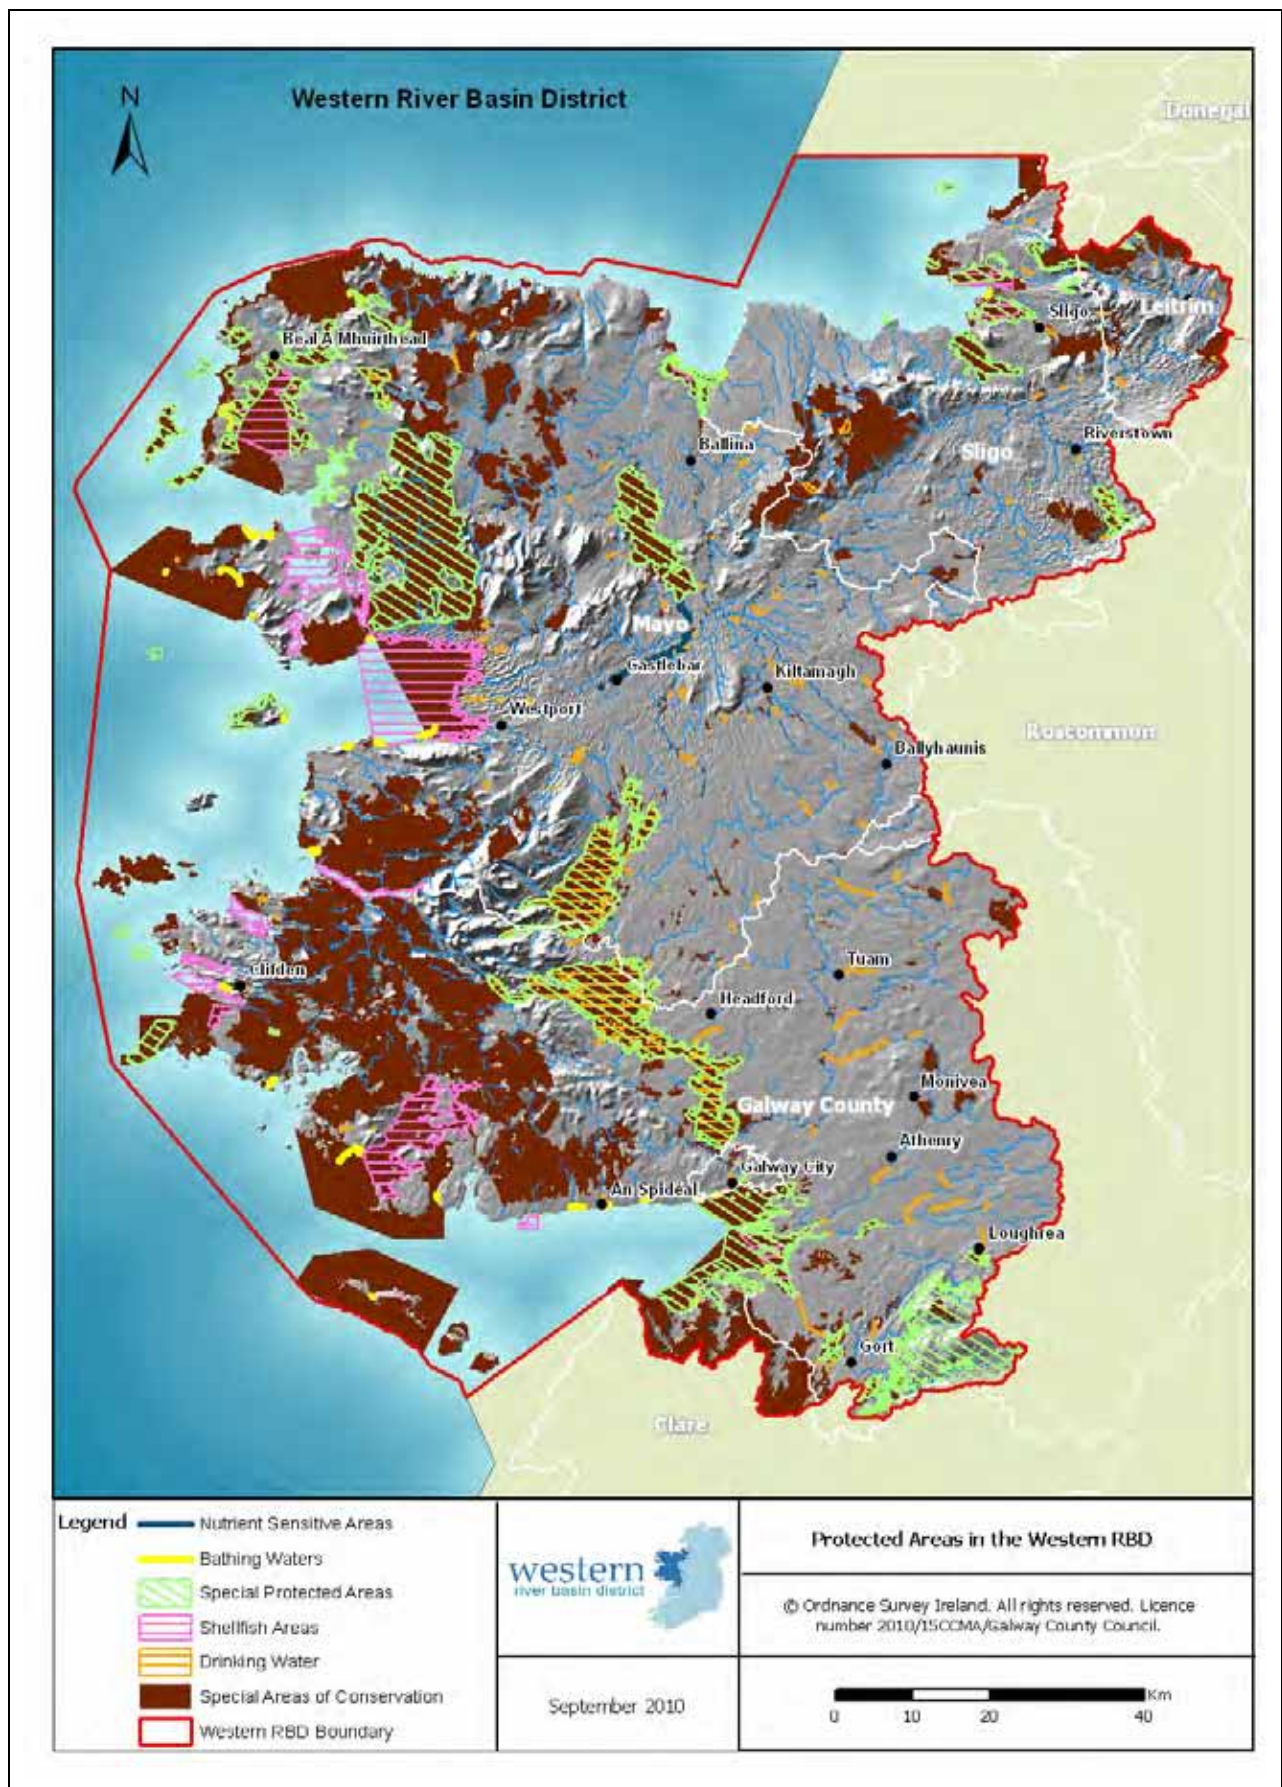 Western River Basin District
N
Donegal
Leitrim
Sligo
Beal A Mhuirthead
Riverstown
Ballina
Sligo
Mayo
Castlebar
Kiltamagh
Westport
Roscommon
Ballyhaunis
Tuam
Clifden
Headford
Monivea
Galway County
Athenry
Galway City
An Spidéal
Loughrea
Gort
Clare
Legend
Nutrient Sensitive Areas
Bathing Waters
Special Protected Areas
Shellfish Areas
Drinking Water
Special Areas of Conservation
Western RBD Boundary
western
river basin district
September 2010
Protected Areas in the Western RBD
© Ordnance Survey Ireland. All rights reserved. Licence
number 2010/15CCMA/Galway County Council.
Km
0 10 20 40